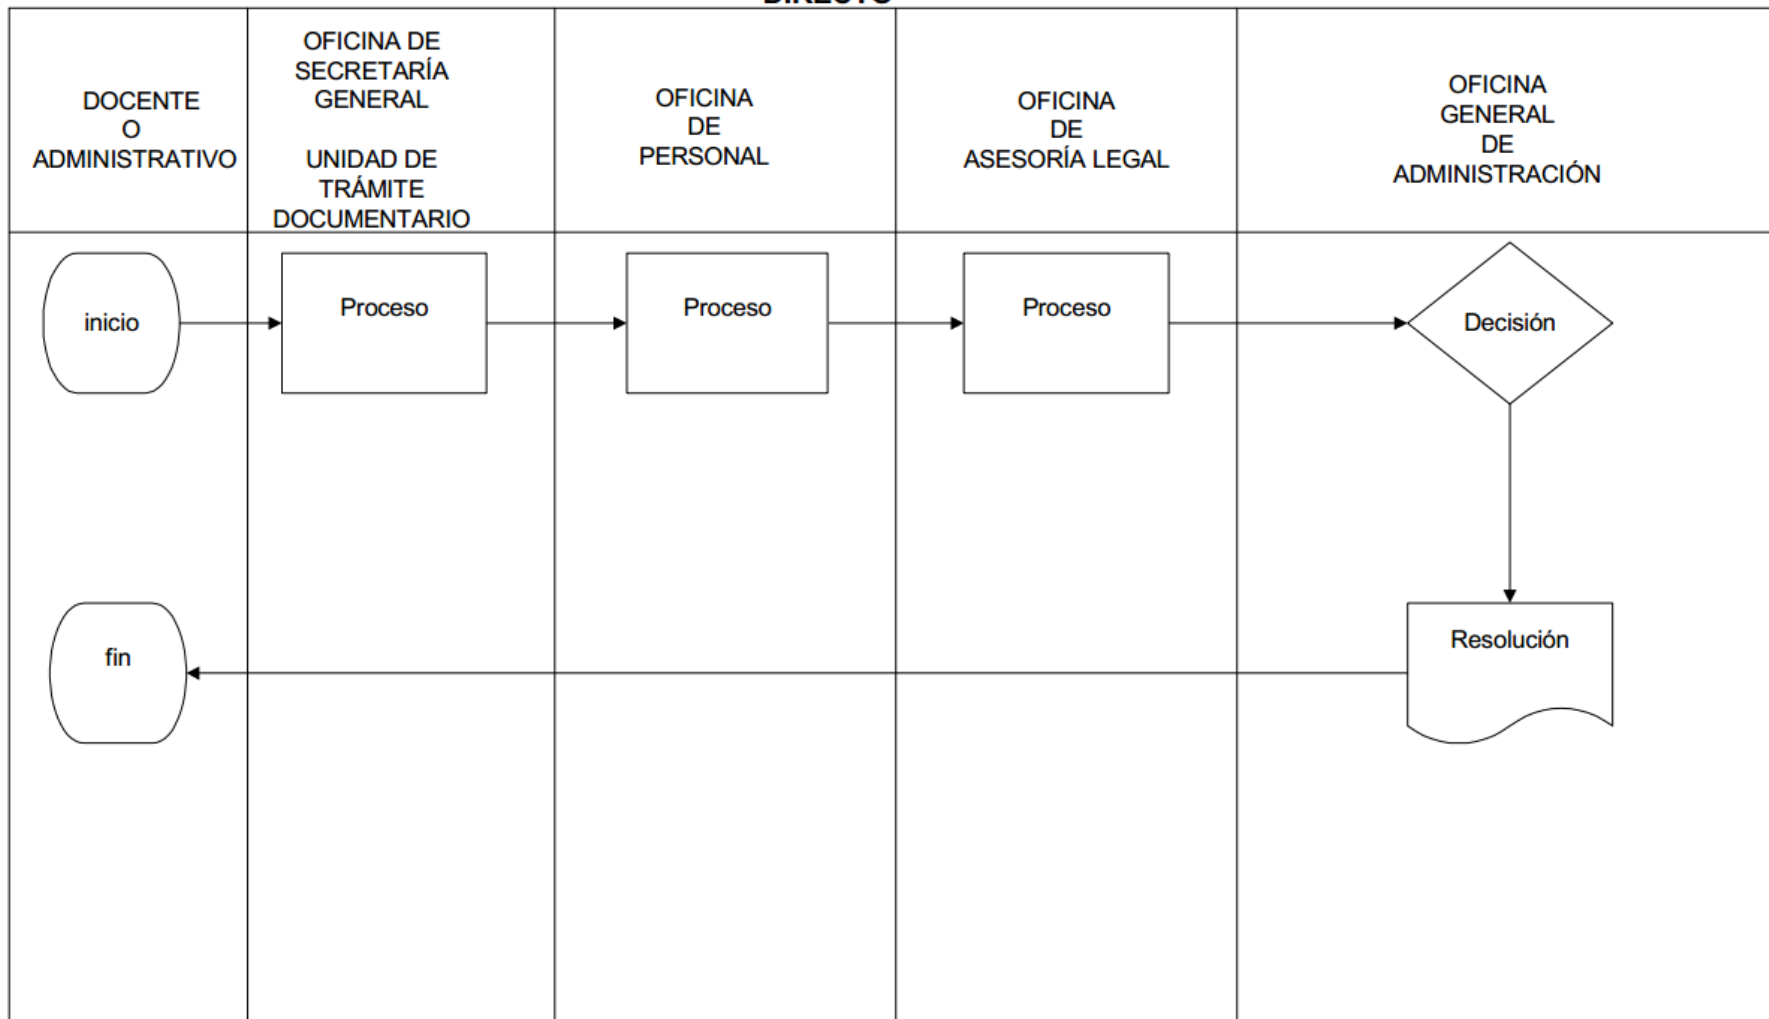 DOCENTE
O
ADMINISTRATIVO
OFICINA DE
SECRETARÍA
GENERAL
UNIDAD DE
TRÁMITE
DOCUMENTARIO
OFICINA
DE
PERSONAL
OFICINA
DE
ASESORÍA LEGAL
OFICINA
GENERAL
DE
ADMINISTRACIÓN
inicio
Proceso
Proceso
Proceso
Decisión
fin
Resolución